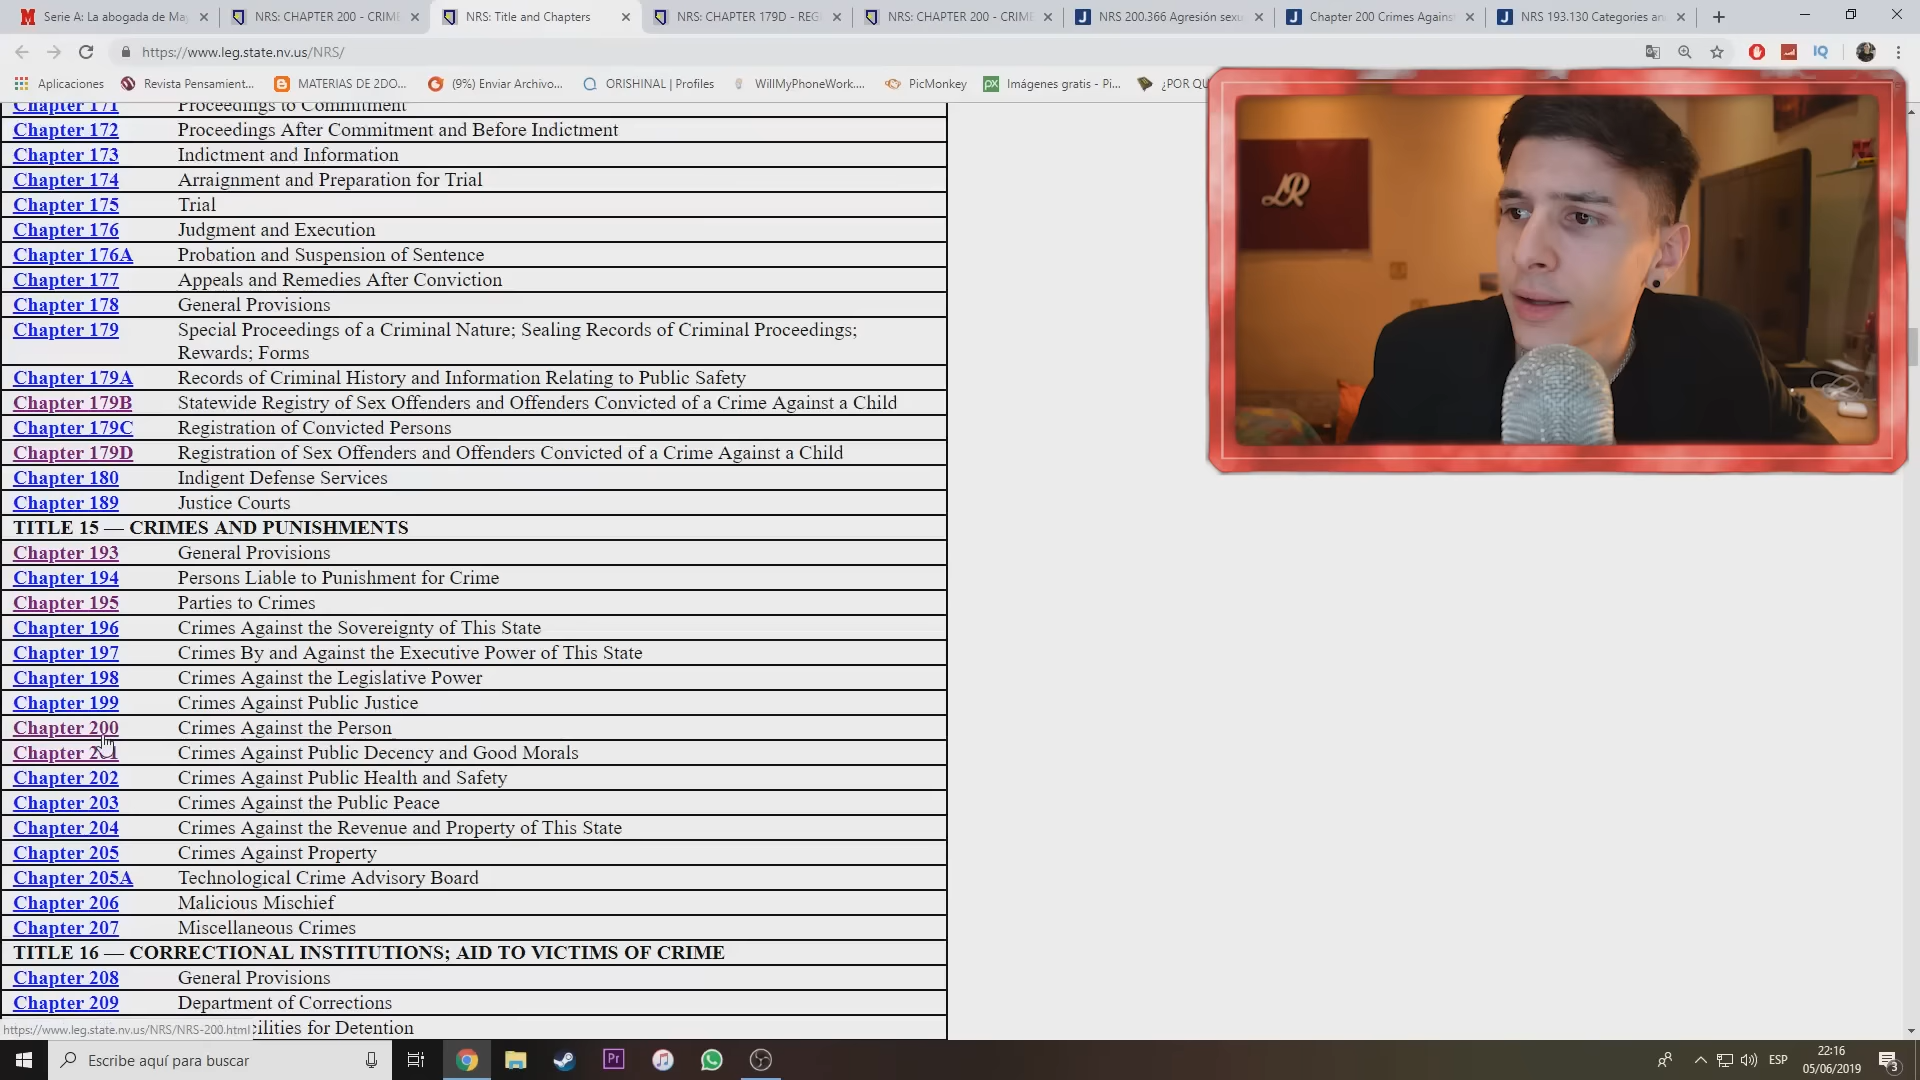 Serie A: La abogada de Ma
NRS: CHAPTER 200 - CRIM
NRS: Title and Chapters
NRS: CHAPTER 179D - REG
NRS: CHAPTER 200 - CRIME
NRS 200.366 Agresión sexu
Chapter 200 Crimes Agains
NRS 193.130 Categories an
https://www.leg.state.nv.us/NRS/
Aplicaciones
Revista Pensamient...
MATERIAS DE 2DO...
(9%) Enviar Archivo...
ORISHINAL | Profiles
WillMyPhoneWork....
PicMonkey
Imágenes gratis - Pi...
¿POR QU
Chapter 171 Proceedings to Commitment
Chapter 172 Proceedings After Commitment and Before Indictment
Chapter 173 Indictment and Information
Chapter 174 Arraignment and Preparation for Trial
Chapter 175 Trial
Chapter 176 Judgment and Execution
Chapter 176A Probation and Suspension of Sentence
Chapter 177 Appeals and Remedies After Conviction
Chapter 178 General Provisions
Chapter 179 Special Proceedings of a Criminal Nature; Sealing Records of Criminal Proceedings;
Rewards; Forms
Chapter 179A Records of Criminal History and Information Relating to Public Safety
Chapter 179B Statewide Registry of Sex Offenders and Offenders Convicted of a Crime Against a Child
Chapter 179C Registration of Convicted Persons
Chapter 179D Registration of Sex Offenders and Offenders Convicted of a Crime Against a Child
Chapter 180 Indigent Defense Services
Chapter 189 Justice Courts
TITLE 15 — CRIMES AND PUNISHMENTS
Chapter 193 General Provisions
Chapter 194 Persons Liable to Punishment for Crime
Chapter 195 Parties to Crimes
Chapter 196 Crimes Against the Sovereignty of This State
Chapter 197 Crimes By and Against the Executive Power of This State
Chapter 198 Crimes Against the Legislative Power
Chapter 199 Crimes Against Public Justice
Chapter 200 Crimes Against the Person
Chapter 201 Crimes Against Public Decency and Good Morals
Chapter 202 Crimes Against Public Health and Safety
Chapter 203 Crimes Against the Public Peace
Chapter 204 Crimes Against the Revenue and Property of This State
Chapter 205 Crimes Against Property
Chapter 205A Technological Crime Advisory Board
Chapter 206 Malicious Mischief
Chapter 207 Miscellaneous Crimes
TITLE 16 — CORRECTIONAL INSTITUTIONS; AID TO VICTIMS OF CRIME
Chapter 208 General Provisions
Chapter 209 Department of Corrections
https://www.leg.state.nv.us/NRS/NRS-200.html
ilities for Detention
LR
Escribe aquí para buscar
Pr
ESP
22:16
05/06/2019
3